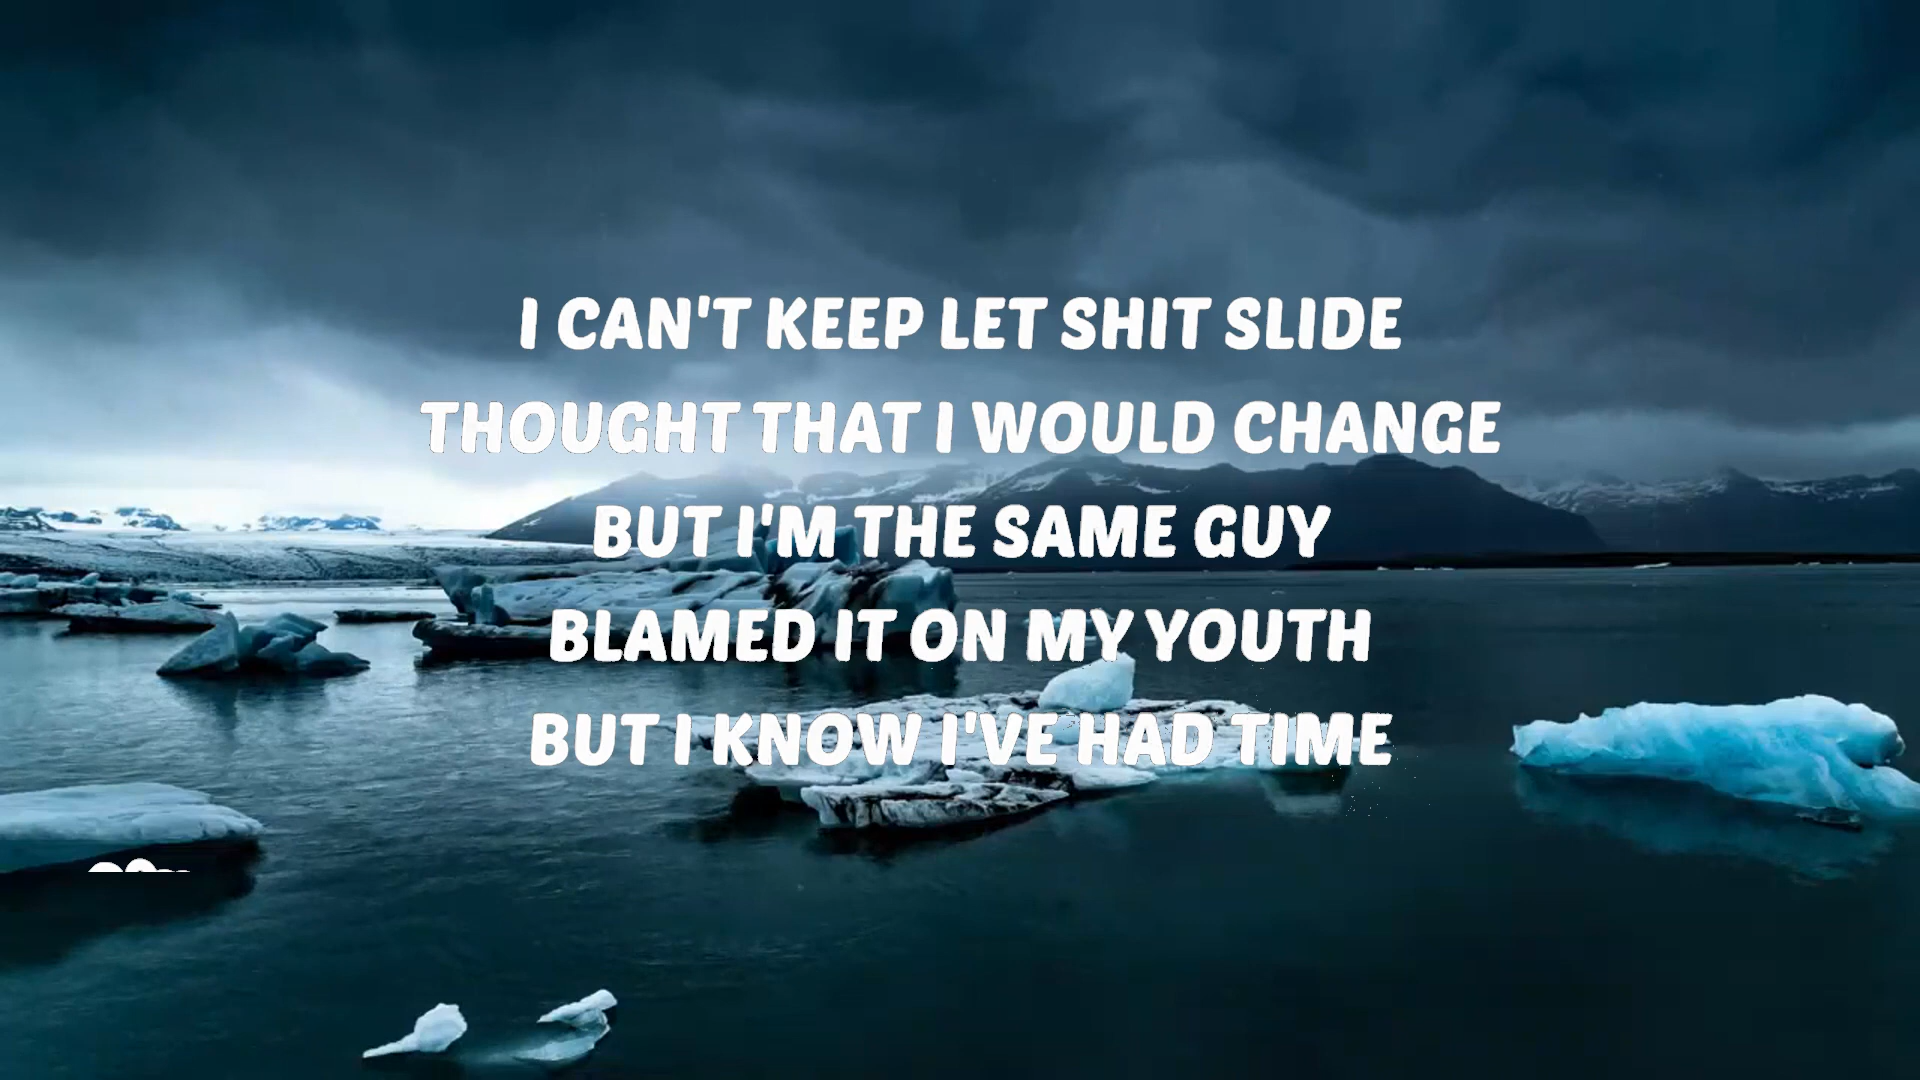 I CAN'T KEEP LET SHIT SLIDE
THOUGHT THAT I WOULD CHANGE
BUT I'M THE SAME GUY
BLAMED IT ON MY YOUTH
BUT I KNOW I'VE HAD TIME